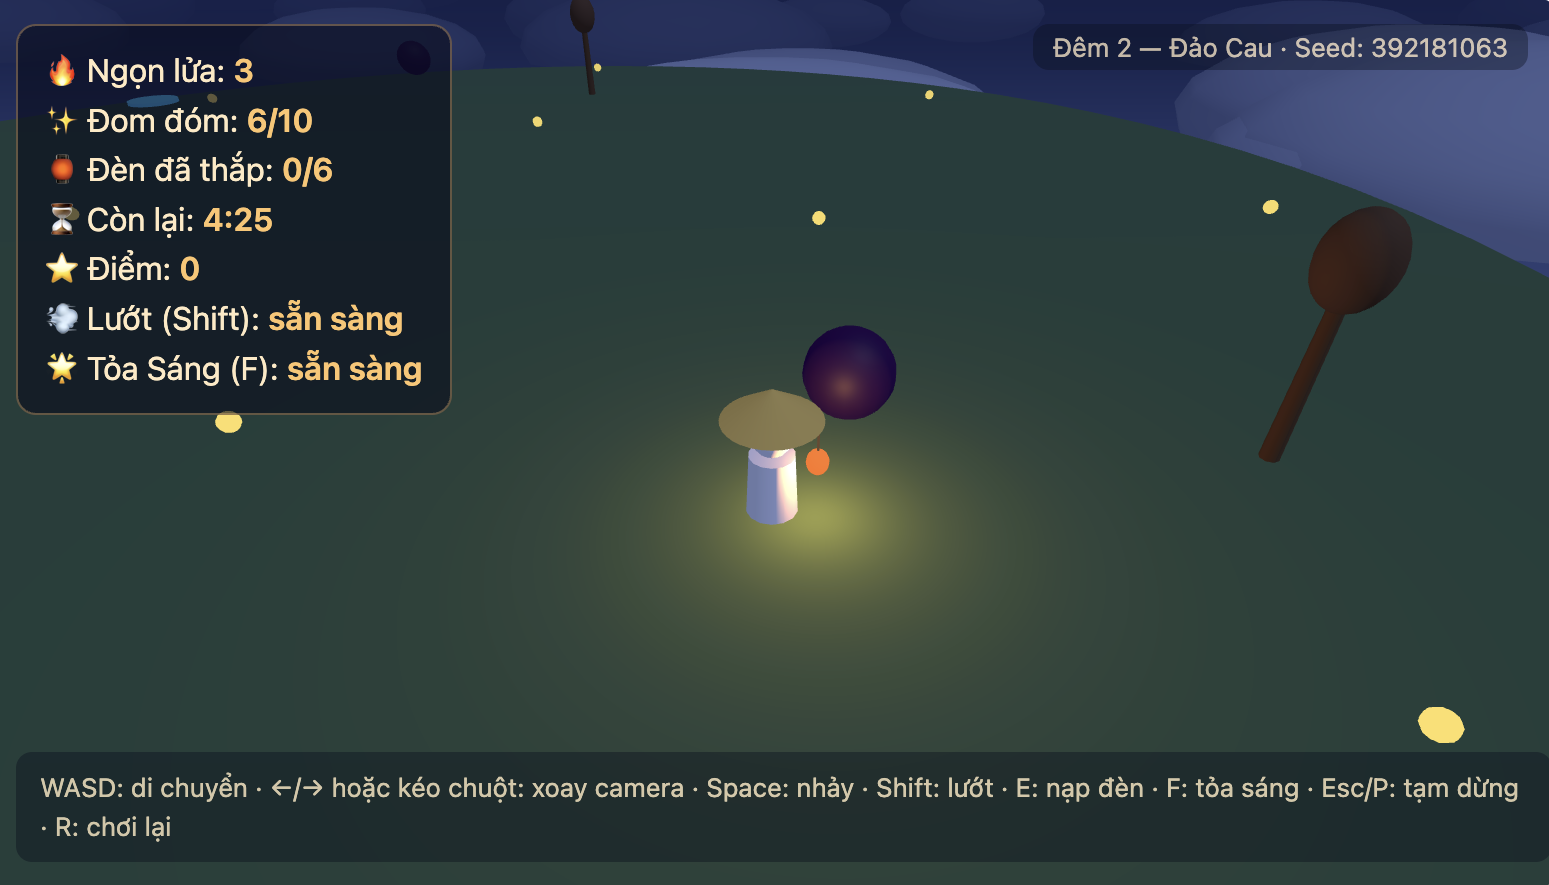 🔥 Ngọn lửa: 3
✨ Đom đóm: 6/10
🏮 Đèn đã thắp: 0/6
⏳ Còn lại: 4:25
⭐ Điểm: 0
💨 Lướt (Shift): sẵn sàng
🌟 Tỏa Sáng (F): sẵn sàng
Đêm 2 — Đảo Cau · Seed: 392181063
WASD: di chuyển · ←/→ hoặc kéo chuột: xoay camera · Space: nhảy · Shift: lướt · E: nạp đèn · F: tỏa sáng · Esc/P: tạm dừng
· R: chơi lại